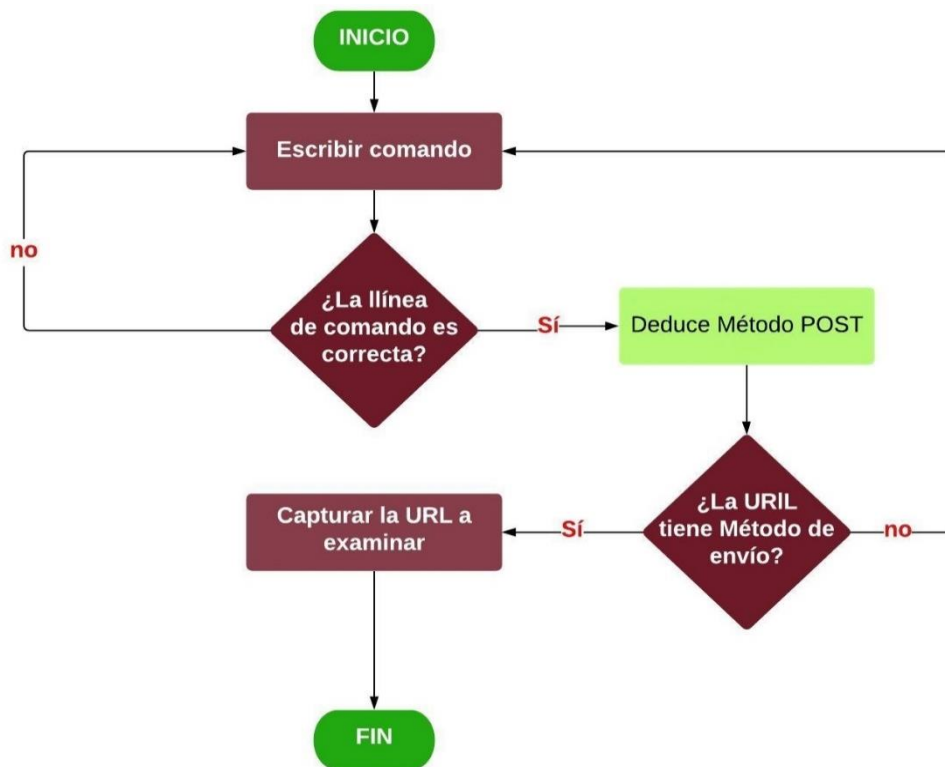 INICIO
Escribir comando
no
¿La llínea
de comando es
correcta?
Sí
Deduce Método POST
¿La URlL
tiene Método de
envío?
no
Sí
Capturar la URL a
examinar
FIN